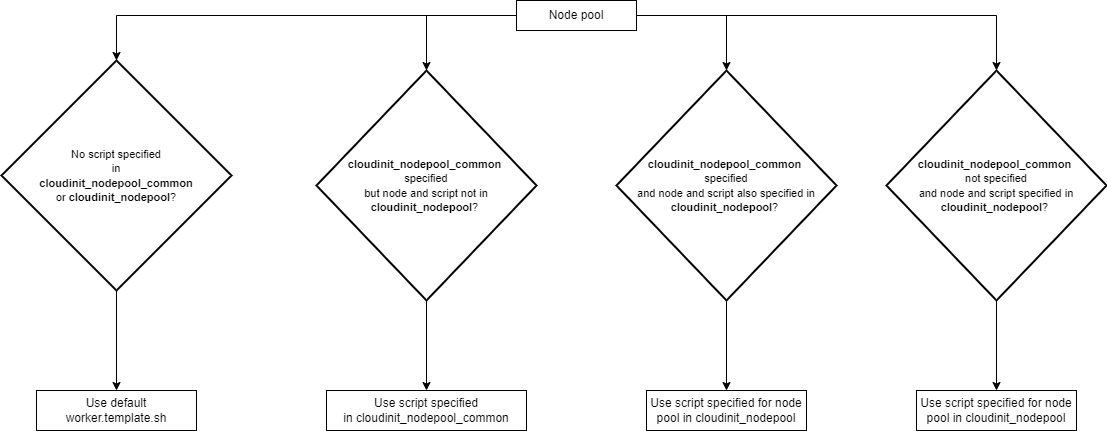 Node pool
No script specified
in
cloudinit_nodepool_common
or cloudinit_nodepool?
cloudinit_nodepool_common
specified
but node and script not in
cloudinit_nodepool?
cloudinit_nodepool_common
specified
and node and script also specified in
cloudinit_nodepool?
cloudinit_nodepool_common
not specified
and node and script specified in
cloudinit_nodepool?
Use default
worker.template.sh
Use script specified
in cloudinit_nodepool_common
Use script specified for node
pool in cloudinit_nodepool
Use script specified for node
pool in cloudinit_nodepool